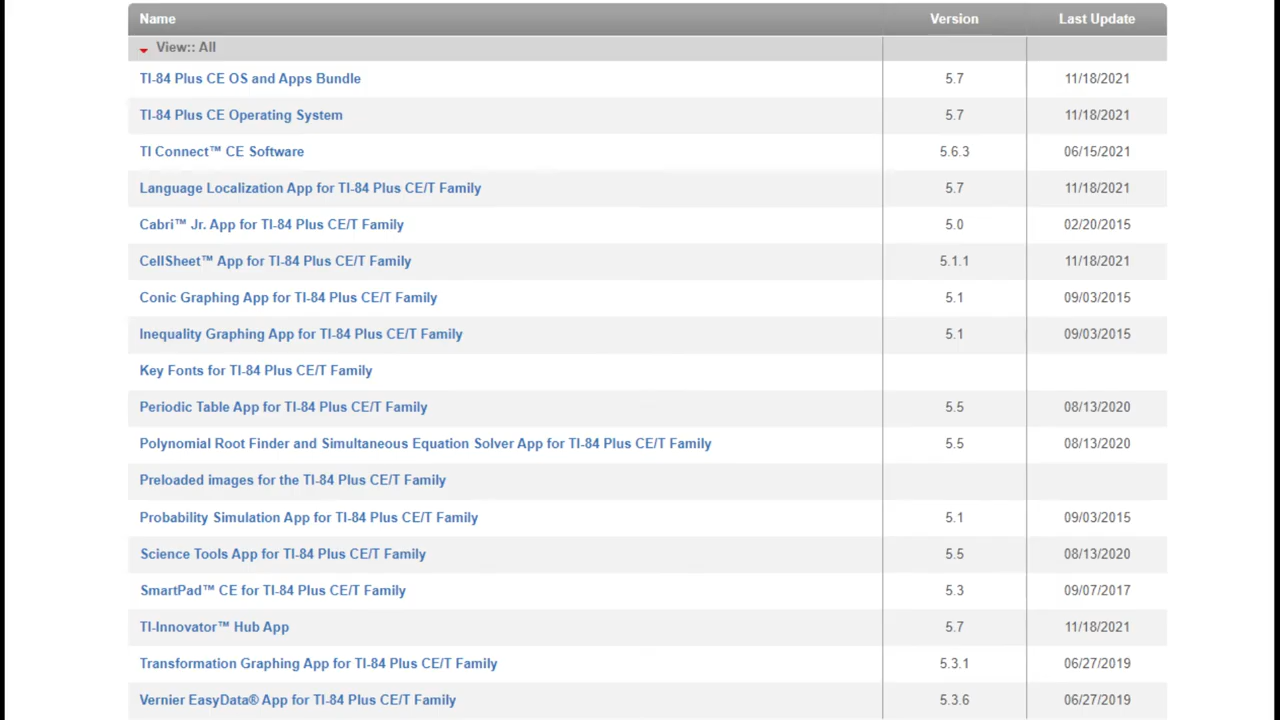 Name Version Last Update
View:: All
TI-84 Plus CE OS and Apps Bundle 5.7 11/18/2021
TI-84 Plus CE Operating System 5.7 11/18/2021
TI Connect™ CE Software 5.6.3 06/15/2021
Language Localization App for TI-84 Plus CE/T Family 5.7 11/18/2021
Cabri™ Jr. App for TI-84 Plus CE/T Family 5.0 02/20/2015
CellSheet™ App for TI-84 Plus CE/T Family 5.1.1 11/18/2021
Conic Graphing App for TI-84 Plus CE/T Family 5.1 09/03/2015
Inequality Graphing App for TI-84 Plus CE/T Family 5.1 09/03/2015
Key Fonts for TI-84 Plus CE/T Family
Periodic Table App for TI-84 Plus CE/T Family 5.5 08/13/2020
Polynomial Root Finder and Simultaneous Equation Solver App for TI-84 Plus CE/T Family 5.5 08/13/2020
Preloaded images for the TI-84 Plus CE/T Family
Probability Simulation App for TI-84 Plus CE/T Family 5.1 09/03/2015
Science Tools App for TI-84 Plus CE/T Family 5.5 08/13/2020
SmartPad™ CE for TI-84 Plus CE/T Family 5.3 09/07/2017
TI-Innovator™ Hub App 5.7 11/18/2021
Transformation Graphing App for TI-84 Plus CE/T Family 5.3.1 06/27/2019
Vernier EasyData® App for TI-84 Plus CE/T Family 5.3.6 06/27/2019